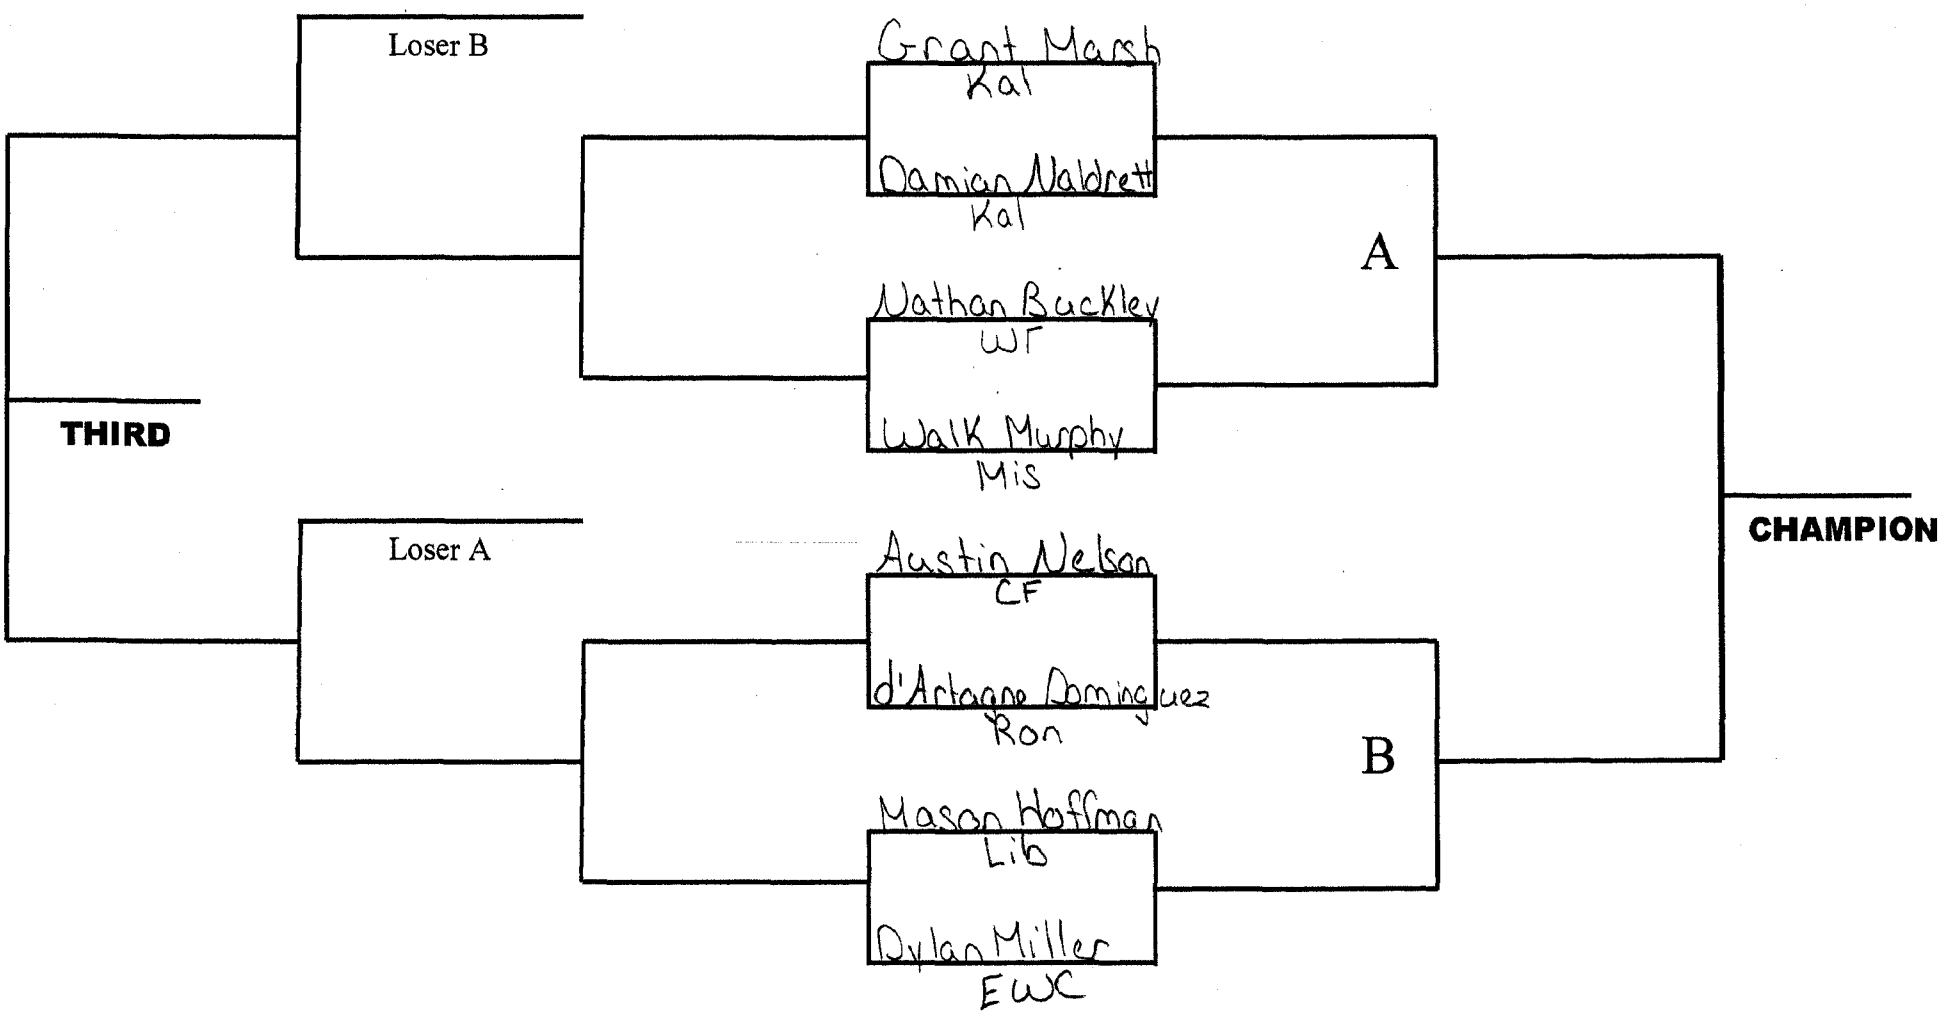 Loser B
Grant Marsh
Kal
Damian Naldrett
Kal
A
Nathan Buckley
WT
THIRD
Walk Murphy
Mis
CHAMPION
Loser A
Austin Nelson
CF
d'Artagne Dominguez
Ron
B
Mason Hoffman
Lib
Dylan Miller
EWC